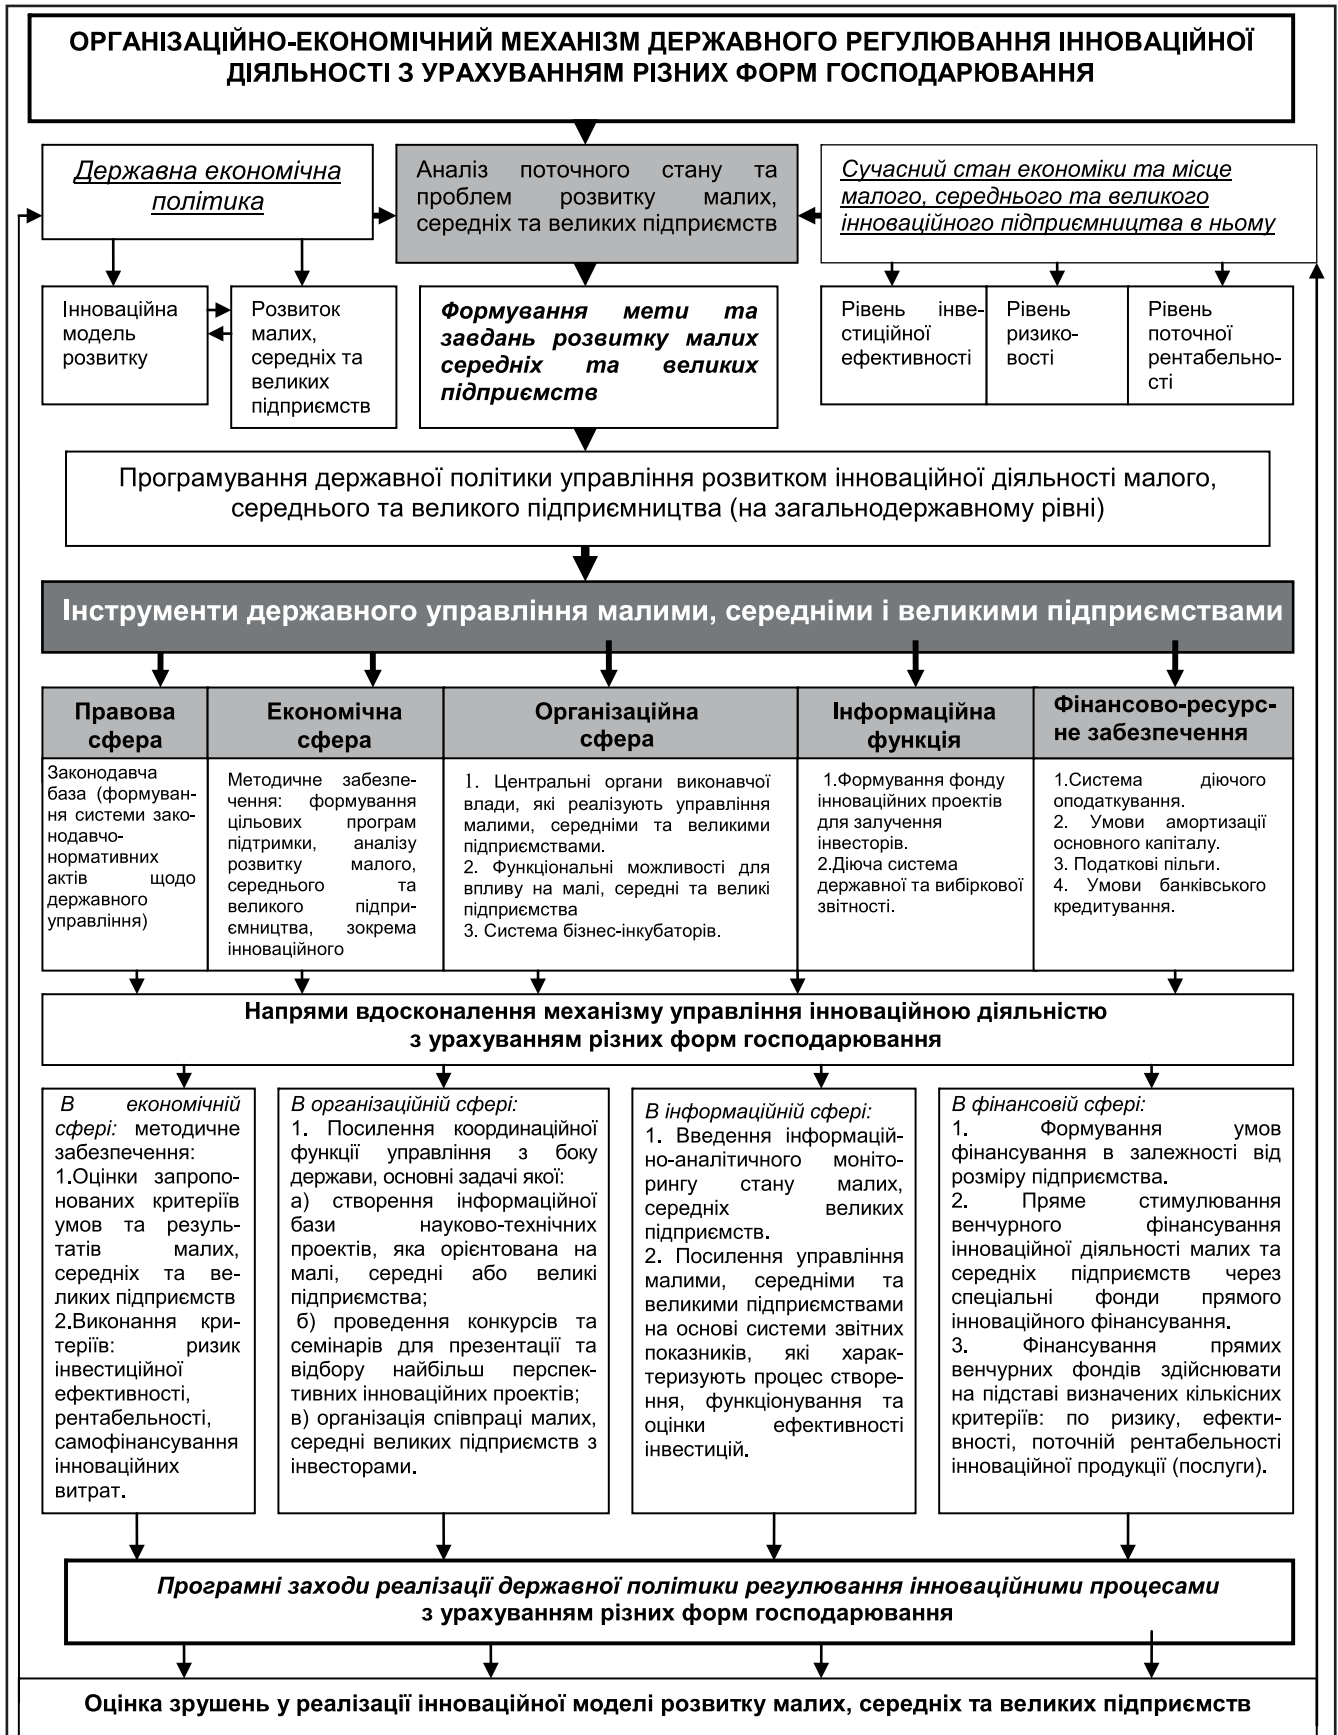 ОРГАНІЗАЦІЙНО-ЕКОНОМІЧНИЙ МЕХАНІЗМ ДЕРЖАВНОГО РЕГУЛЮВАННЯ ІННОВАЦІЙНОЇ
ДІЯЛЬНОСТІ З УРАХУВАННЯМ РІЗНИХ ФОРМ ГОСПОДАРЮВАННЯ
Державна економічна
політика
Аналіз поточного стану та
проблем розвитку малих,
середніх та великих підприємств
Сучасний стан економіки та місце
малого, середнього та великого
інноваційного підприємництва в ньому
Інноваційна
модель
розвитку
Розвиток
малих,
середніх та
великих
підприємств
Формування мети та
завдань розвитку малих
середніх та великих
підприємств
Рівень інве-
стиційної
ефективності
Рівень
ризико-
вості
Рівень
поточної
рентабельно-
сті
Програмування державної політики управління розвитком інноваційної діяльності малого,
середнього та великого підприємництва (на загальнодержавному рівні)
Інструменти державного управління малими, середніми і великими підприємствами
Правова
сфера
Економічна
сфера
Організаційна
сфера
Інформаційна
функція
Фінансово-ресурс-
не забезпечення
Законодавча
база (формуван-
ня системи зако-
нодавчо-
нормативних
актів щодо
державного
управління)
Методичне забезпе-
чення: формування
цільових програм
підтримки, аналізу
розвитку малого,
середнього та
великого підпри-
ємництва, зокрема
інноваційного
1. Центральні органи виконавчої
влади, які реалізують управління
малими, середніми та великими
підприємствами.
2. Функціональні можливості для
впливу на малі, середні та великі
підприємства
3. Система бізнес-інкубаторів.
1.Формування фонду
інноваційних проектів
для залучення
інвесторів.
2.Діюча система
державної та вибіркової
звітності.
1.Система діючого
оподаткування.
2. Умови амортизації
основного капіталу.
3. Податкові пільги.
4. Умови банківського
кредитування.
Напрями вдосконалення механізму управління інноваційною діяльністю
з урахуванням різних форм господарювання
В економічній
сфері: методичне
забезпечення:
1.Оцінки запропо-
нованих критеріїв
умов та резуль-
татів малих,
середніх та ве-
ликих підприємств
2.Виконання кри-
теріїв: ризик
інвестиційної
ефективності,
рентабельності,
самофінансування
інноваційних
витрат.
В організаційній сфері:
1. Посилення координаційної
функції управління з боку
держави, основні задачі якої:
а) створення інформаційної
бази науково-технічних
проектів, яка орієнтована на
малі, середні або великі
підприємства;
б) проведення конкурсів та
семінарів для презентації та
відбору найбільш перспек-
тивних інноваційних проектів;
в) організація співпраці малих,
середні великих підприємств з
інвесторами.
В інформаційній сфері:
1. Введення інформацій-
но-аналітичного моніто-
рингу стану малих,
середніх великих
підприємств.
2. Посилення управління
малими, середніми та
великими підприємствами
на основі системи звітних
показників, які харак-
теризують процес створе-
ння, функціонування та
оцінки ефективності
інвестицій.
В фінансовій сфері:
1. Формування умов
фінансування в залежності від
розміру підприємства.
2. Пряме стимулювання
венчурного фінансування
інноваційної діяльності малих та
середніх підприємств через
спеціальні фонди прямого
інноваційного фінансування.
3. Фінансування прямих
венчурних фондів здійснювати
на підставі визначених кількісних
критеріїв: по ризику, ефекти-
вності, поточній рентабельності
інноваційної продукції (послуги).
Програмні заходи реалізації державної політики регулювання інноваційними процесами
з урахуванням різних форм господарювання
Оцінка зрушень у реалізації інноваційної моделі розвитку малих, середніх та великих підприємств